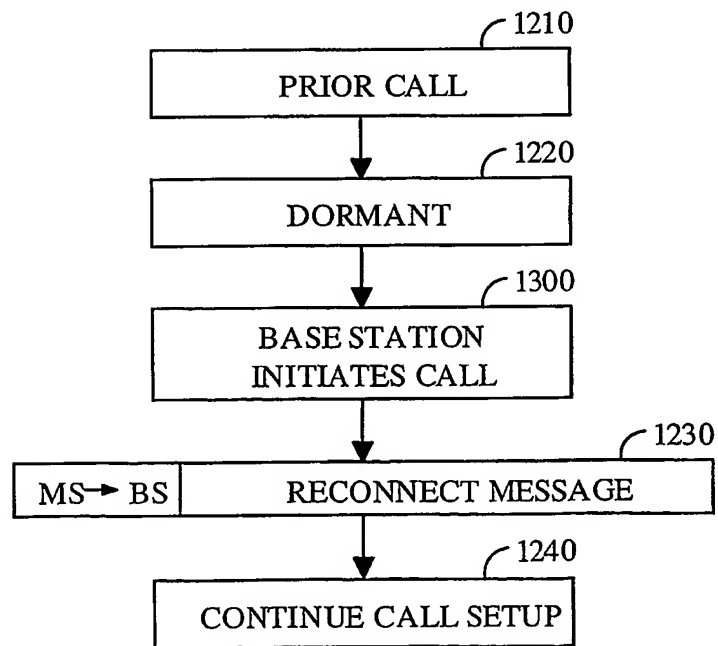 1210
PRIOR CALL
1220
DORMANT
1300
BASE STATION
INITIATES CALL
1230
MS→ BS RECONNECT MESSAGE
1240
CONTINUE CALL SETUP